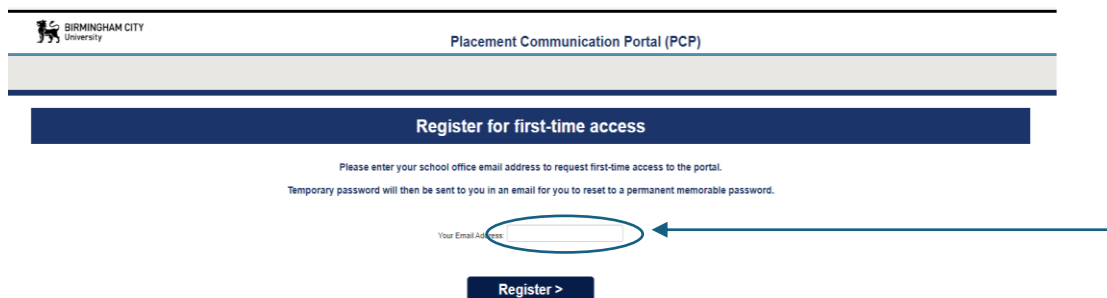 BIRMINGHAM CITY
University
Placement Communication Portal (PCP)
Register for first-time access
Please enter your school office email address to request first-time access to the portal.
Temporary password will then be sent to you in an email for you to reset to a permanent memorable password.
Your Email Address:
Register >